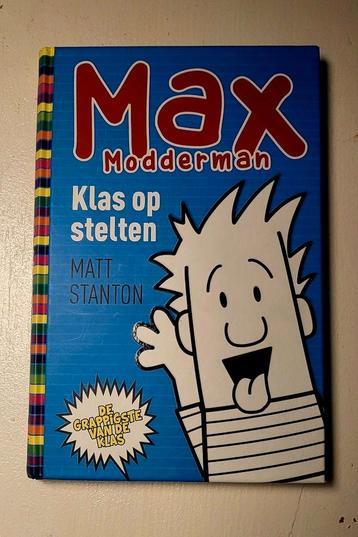 Max
Modderman
Klas op
stelten
MATT
STANTON
DE
GRAPPIGSTE
VAN DE
KLAS